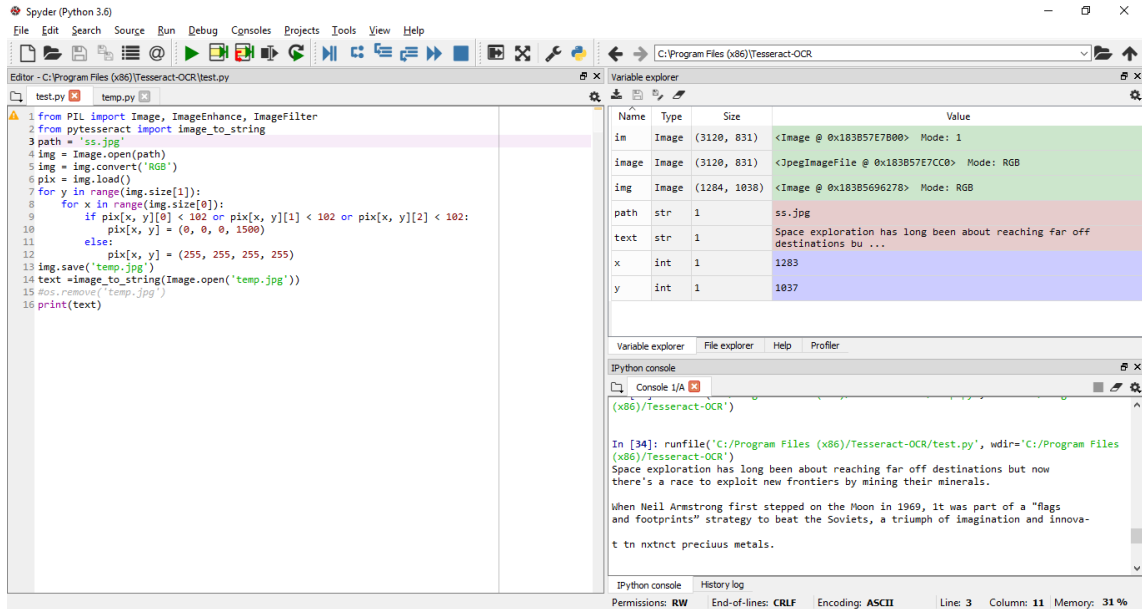 Spyder (Python 3.6)
File Edit Search Source Run Debug Consoles Projects Tools View Help
C:\Program Files (x86)\Tesseract-OCR
Editor - C:\Program Files (x86)\Tesseract-OCR\test.py
test.py temp.py
1 from PIL import Image, ImageEnhance, ImageFilter
2 from pytesseract import image_to_string
3 path = 'ss.jpg'
4 img = Image.open(path)
5 img = img.convert('RGB')
6 pix = img.load()
7 for y in range(img.size[1]):
8     for x in range(img.size[0]):
9         if pix[x, y][0] < 102 or pix[x, y][1] < 102 or pix[x, y][2] < 102:
10             pix[x, y] = (0, 0, 0, 1500)
11         else:
12             pix[x, y] = (255, 255, 255, 255)
13 img.save('temp.jpg')
14 text =image_to_string(Image.open('temp.jpg'))
15 #os.remove('temp.jpg')
16 print(text)
Variable explorer
Name Type Size Value
im Image (3120, 831) <Image @ 0x183B57E7B00> Mode: 1
image Image (3120, 831) <JpegImageFile @ 0x183B57E7CC0> Mode: RGB
img Image (1284, 1038) <Image @ 0x183B5696278> Mode: RGB
path str 1 ss.jpg
text str 1 Space exploration has long been about reaching far off
destinations bu ...
x int 1 1283
y int 1 1037
Variable explorer File explorer Help Profiler
IPython console
Console 1/A
(x86)/Tesseract-OCR')
In [34]: runfile('C:/Program Files (x86)/Tesseract-OCR/test.py', wdir='C:/Program Files
(x86)/Tesseract-OCR')
Space exploration has long been about reaching far off destinations but now
there's a race to exploit new frontiers by mining their minerals.
When Neil Armstrong first stepped on the Moon in 1969, 1t was part of a "flags
and footprints” strategy to beat the Soviets, a triumph of imagination and innova-
t tn nxtnct preciuus metals.
IPython console History log
Permissions: RW End-of-lines: CRLF Encoding: ASCII Line: 3 Column: 11 Memory: 31 %